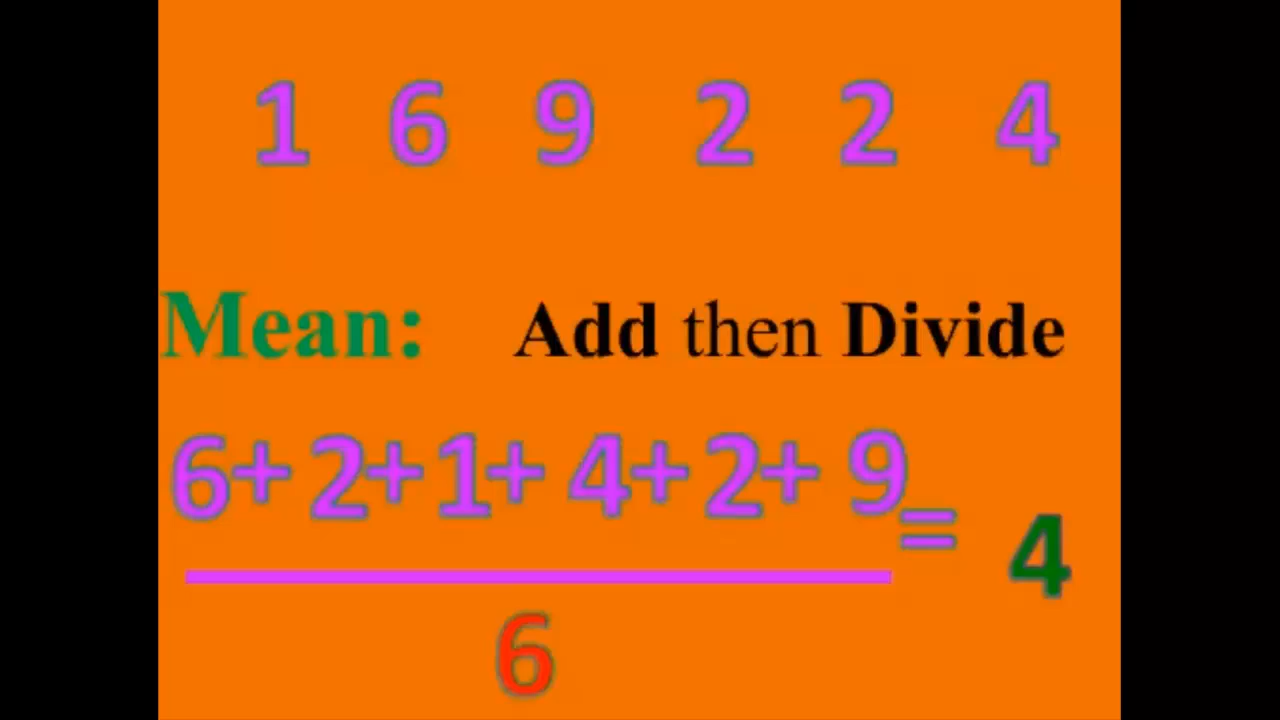 1 6 9 2 2 4
Mean: Add then Divide
6+ 2+1+ 4+2+ 9
= 4
6